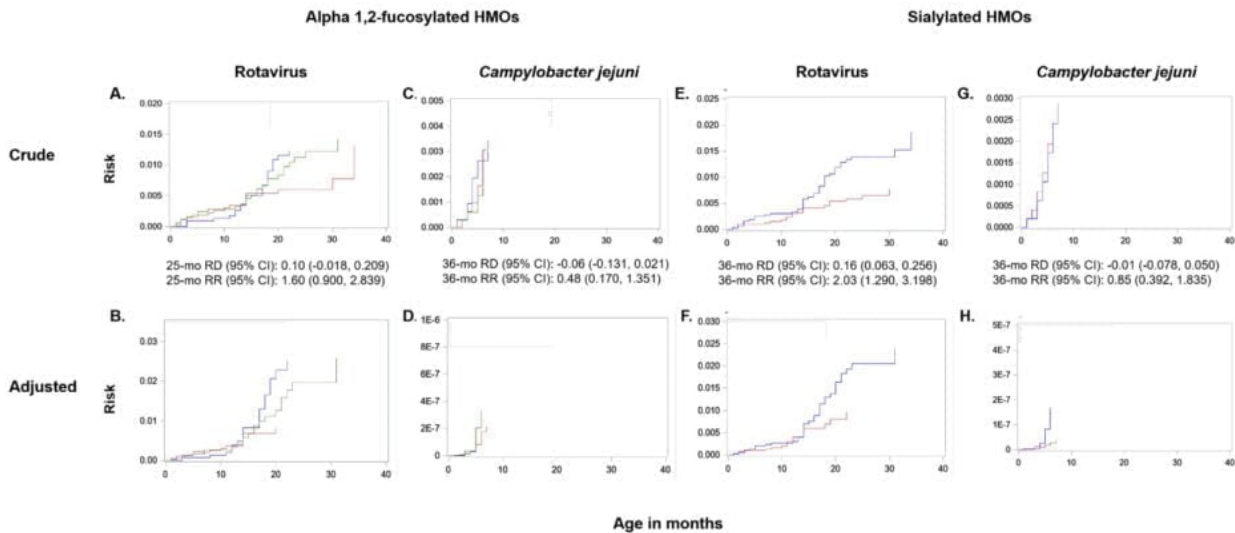 Alpha 1,2-fucosylated HMOs
Sialylated HMOs
Rotavirus
Campylobacter jejuni
Rotavirus
Campylobacter jejuni
Crude
A.
Risk
0.020
0.015
0.010
0.005
0.000
0 10 20 30 40
25-mo RD (95% CI): 0.10 (-0.018, 0.209)
25-mo RR (95% CI): 1.60 (0.900, 2.839)
C.
0.005
0.004
0.003
0.002
0.001
0.000
0 10 20 30 40
36-mo RD (95% CI): -0.06 (-0.131, 0.021)
36-mo RR (95% CI): 0.48 (0.170, 1.351)
E.
0.030
0.025
0.020
0.015
0.010
0.005
0.000
0 10 20 30 40
36-mo RD (95% CI): 0.16 (0.063, 0.256)
36-mo RR (95% CI): 2.03 (1.290, 3.198)
G.
0.0030
0.0025
0.0020
0.0015
0.0010
0.0005
0.0000
0 10 20 30 40
36-mo RD (95% CI): -0.01 (-0.078, 0.050)
36-mo RR (95% CI): 0.85 (0.392, 1.835)
Adjusted
B.
Risk
0.03
0.02
0.01
0.00
0 10 20 30 40
D.
1E-6
8E-7
6E-7
4E-7
2E-7
0
0 10 20 30 40
F.
0.030
0.025
0.020
0.015
0.010
0.005
0.000
0 10 20 30 40
H.
5E-7
4E-7
3E-7
2E-7
1E-7
0
0 10 20 30 40
Age in months